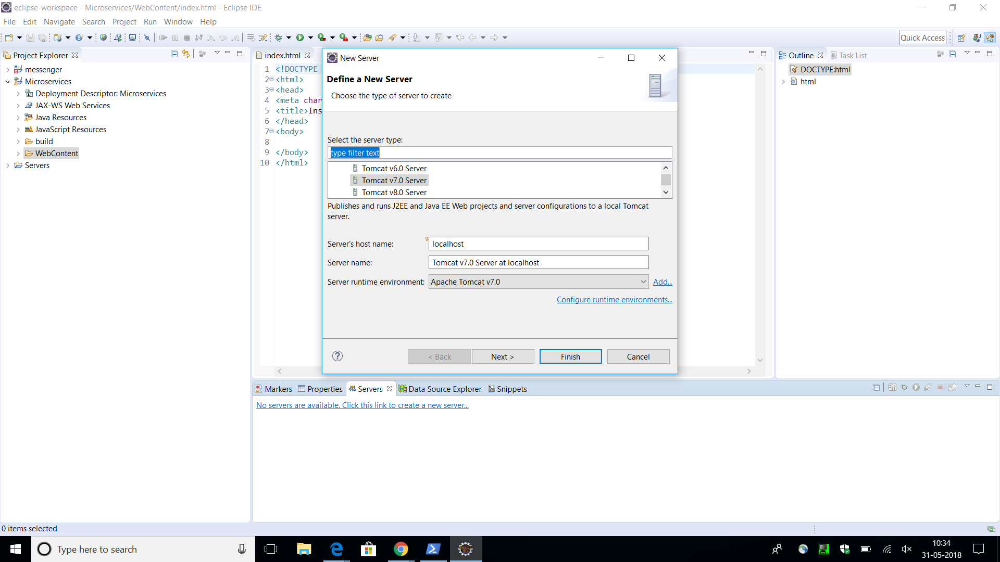 eclipse-workspace - Microservices/WebContent/index.html - Eclipse IDE
File Edit Navigate Search Project Run Window Help
Quick Access
Project Explorer
messenger
Microservices
Deployment Descriptor: Microservices
JAX-WS Web Services
Java Resources
JavaScript Resources
build
WebContent
Servers
index.html
1 <!DOCTYPE
2 <html>
3 <head>
4 <meta char
5 <title>Ins
6 </head>
7 <body>
8
9 </body>
10 </html>
New Server
Define a New Server
Choose the type of server to create
Select the server type:
type filter text
Tomcat v6.0 Server
Tomcat v7.0 Server
Tomcat v8.0 Server
Publishes and runs J2EE and Java EE Web projects and server configurations to a local Tomcat
server.
Server's host name: localhost
Server name: Tomcat v7.0 Server at localhost
Server runtime environment: Apache Tomcat v7.0 Add...
Configure runtime environments...
? < Back Next > Finish Cancel
Outline Task List
DOCTYPE:html
html
Markers Properties Servers Data Source Explorer Snippets
No servers are available. Click this link to create a new server...
0 items selected
Type here to search
10:34
31-05-2018